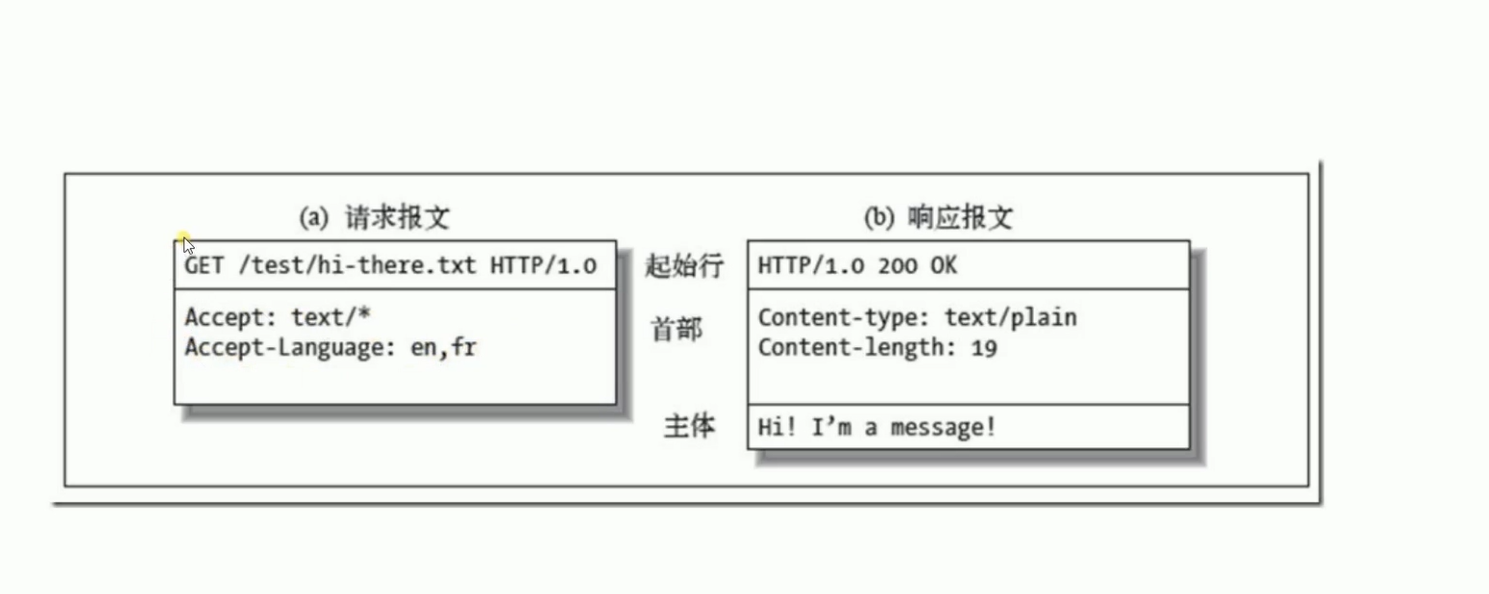 (a) 请求报文
(b) 响应报文
GET /test/hi-there.txt HTTP/1.0
起始行
HTTP/1.0 200 OK
Accept: text/*
Accept-Language: en,fr
首部
Content-type: text/plain
Content-length: 19
主体
Hi! I’m a message!